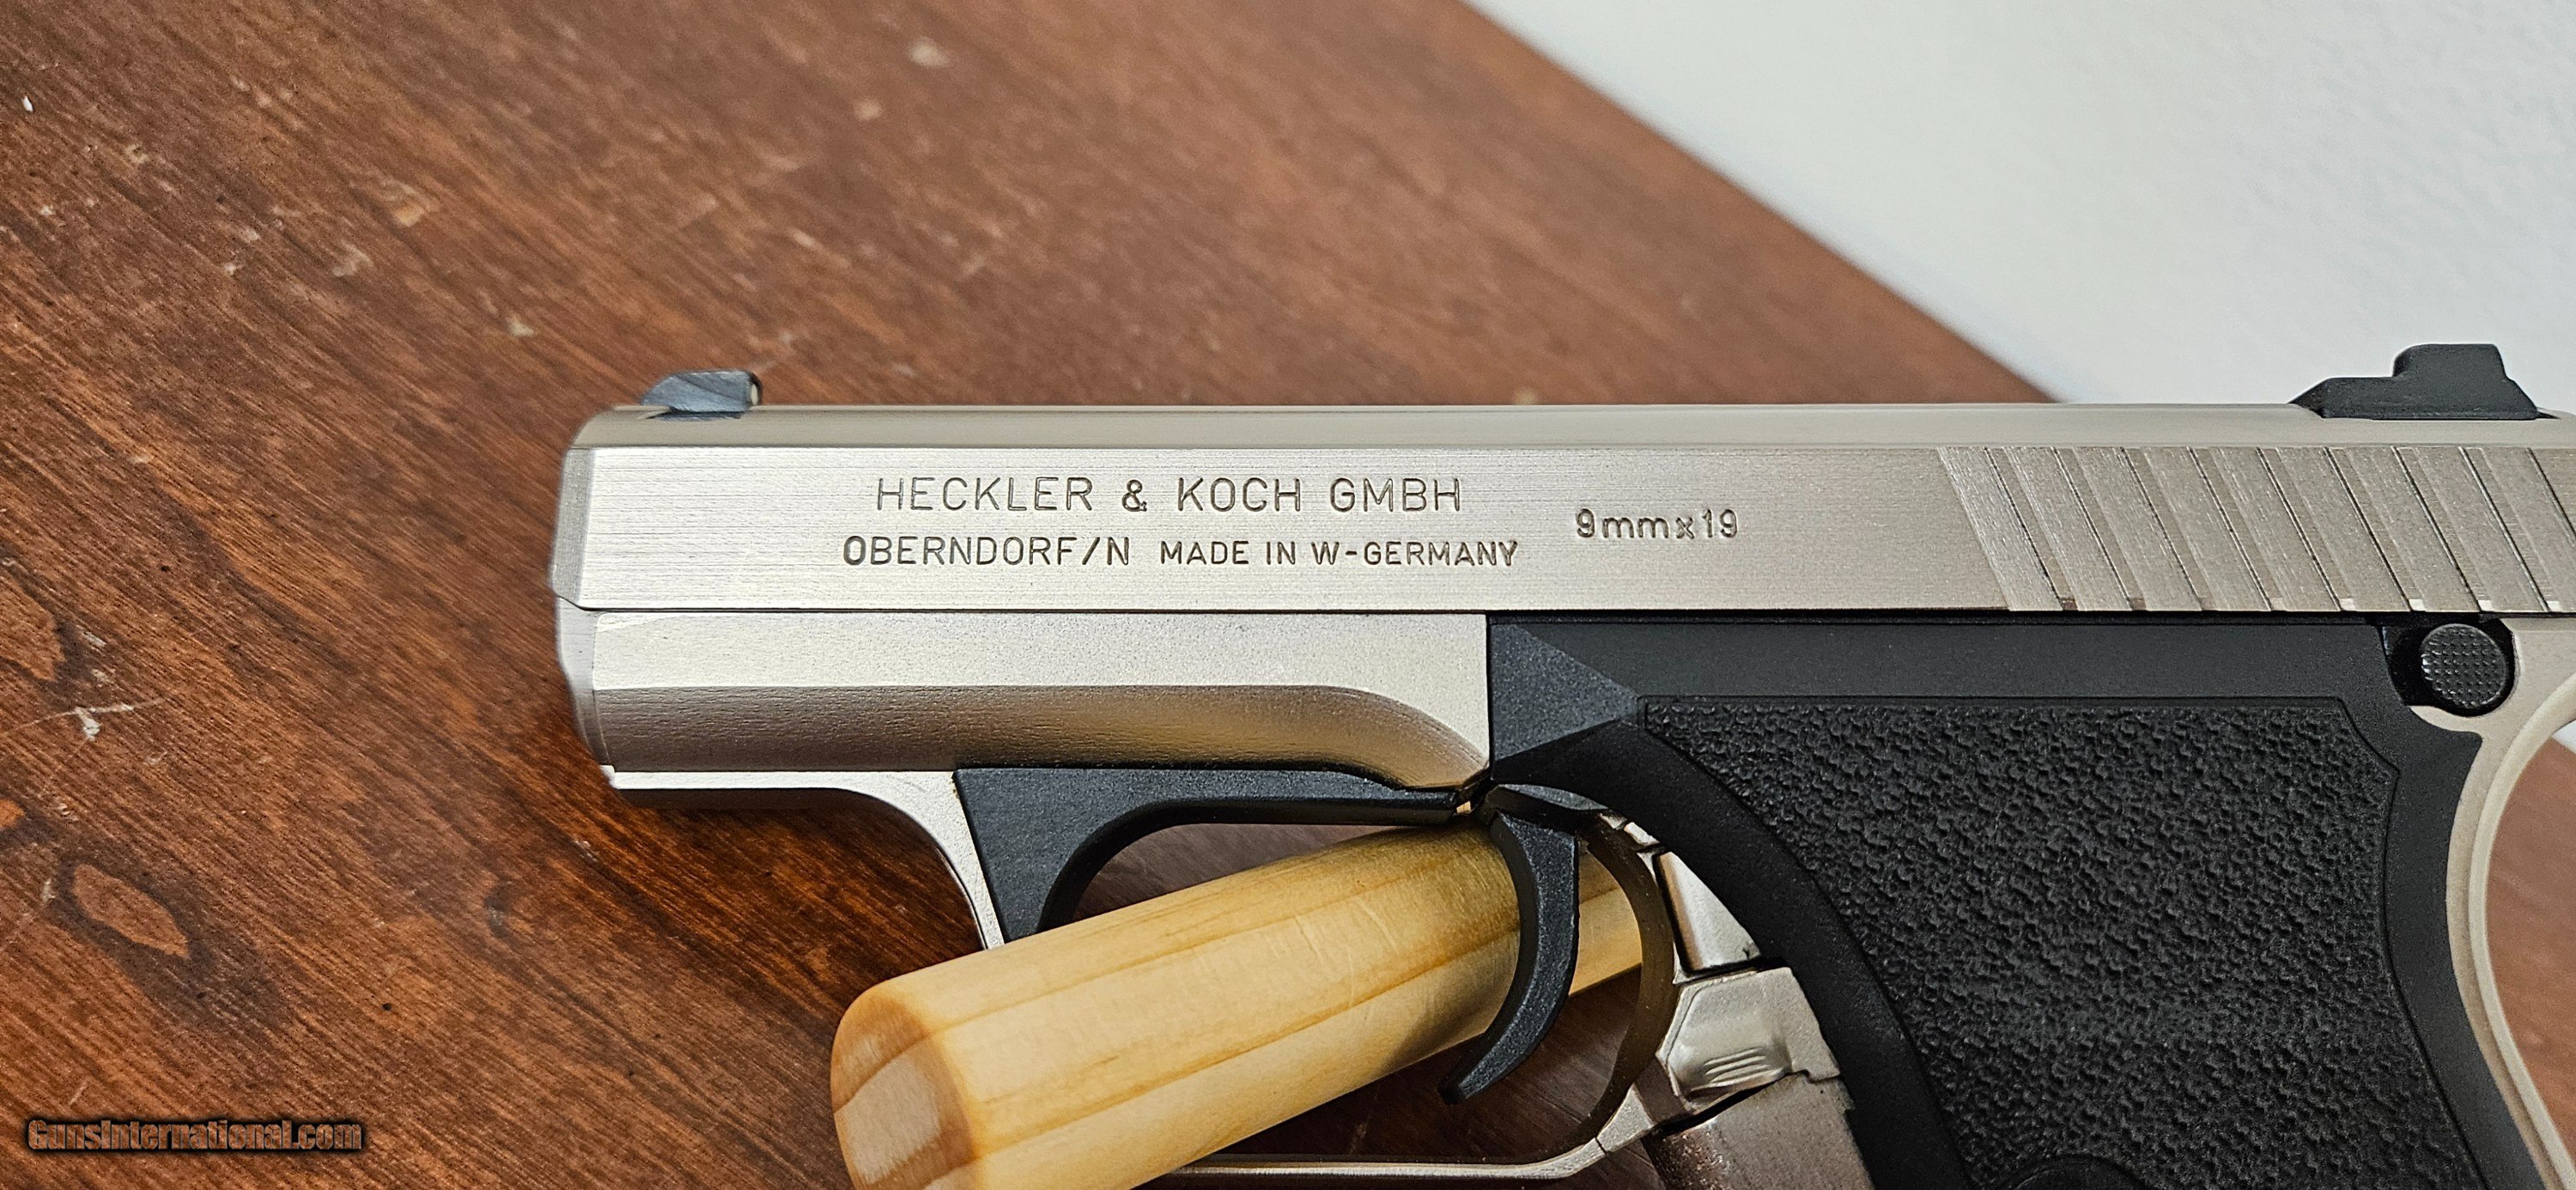 HECKLER & KOCH GMBH
OBERNDORF/N MADE IN W-GERMANY
9mmx19
GunsInternational.com